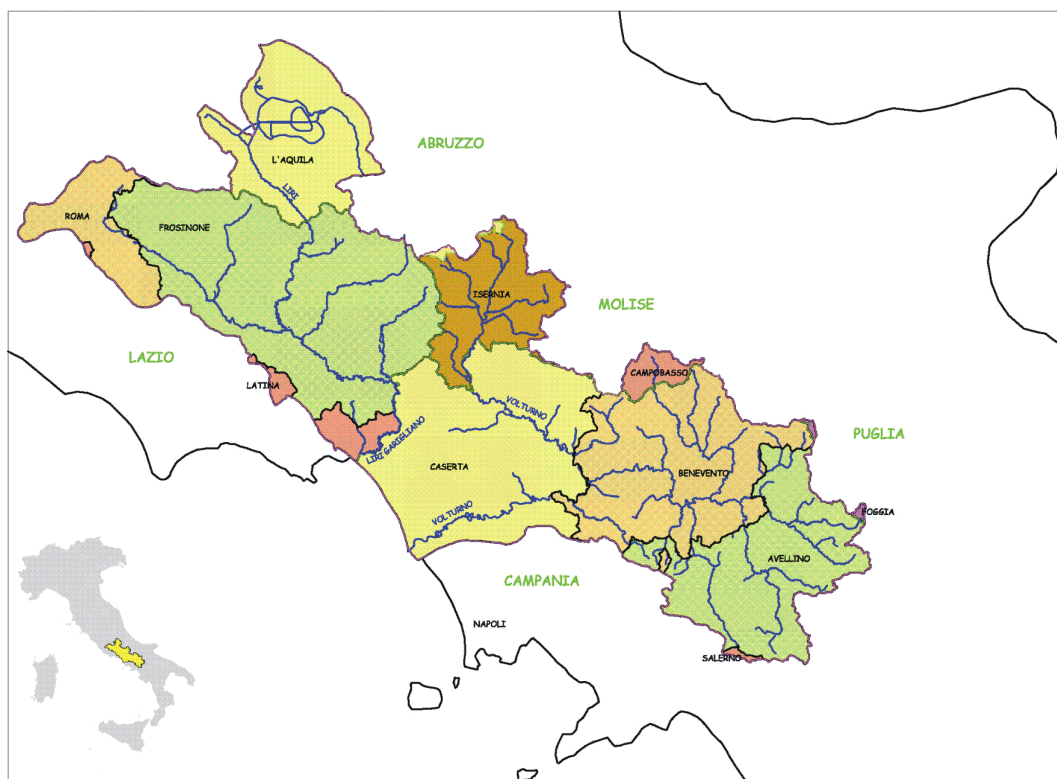 ABRUZZO
L'AQUILA
LIRI
ROMA
FROSINONE
ISERNIA
MOLISE
LAZIO
CAMPOBASSO
LATINA
VOLTURNO
LIRI GARIGLIANO
PUGLIA
CASERTA
BENEVENTO
VOLTURNO
FOGGIA
AVELLINO
CAMPANIA
NAPOLI
SALERNO